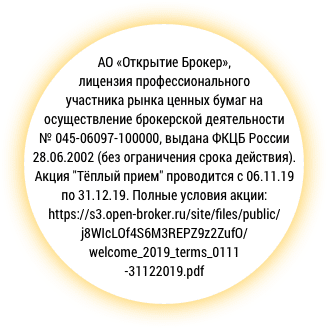 АО «Открытие Брокер»,
лицензия профессионального
участника рынка ценных бумаг на
осуществление брокерской деятельности
№ 045-06097-100000, выдана ФКЦБ России
28.06.2002 (без ограничения срока действия).
Акция "Тёплый прием" проводится с 06.11.19
по 31.12.19. Полные условия акции:
https://s3.open-broker.ru/site/files/public/
j8WIcLOf4S6M3REPZ9z2ZufO/
welcome_2019_terms_0111
-31122019.pdf